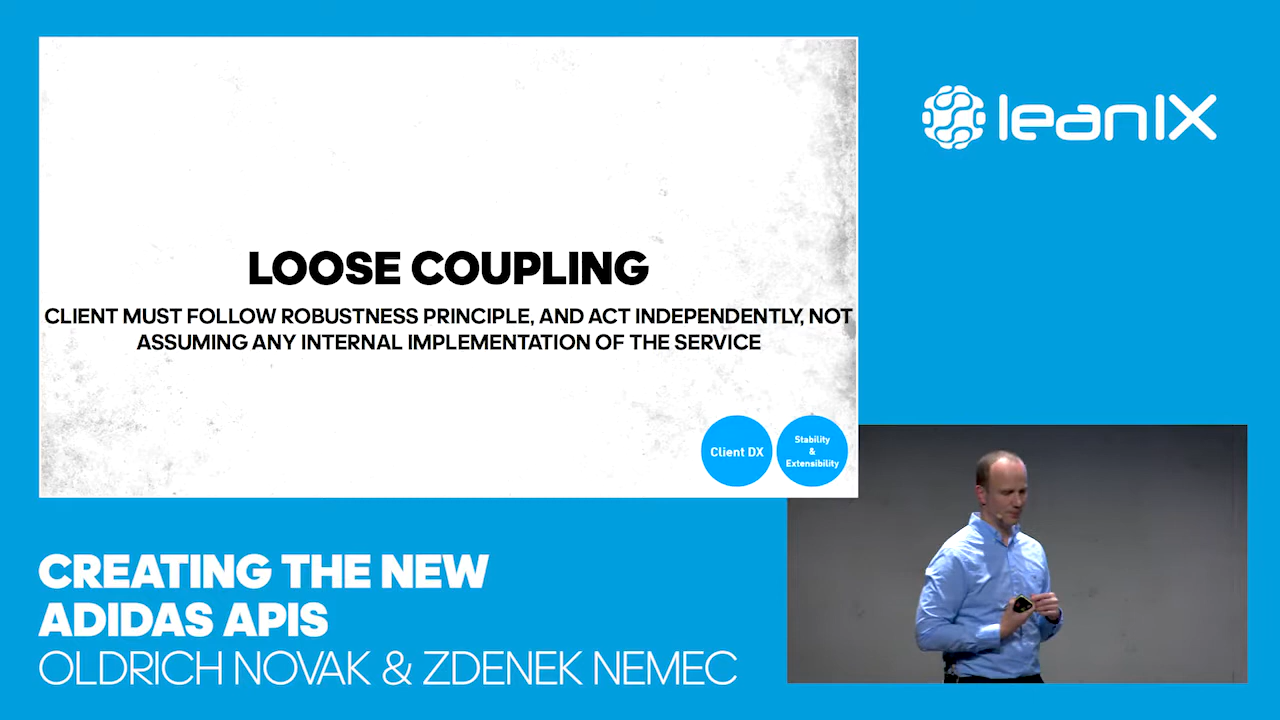 LOOSE COUPLING
CLIENT MUST FOLLOW ROBUSTNESS PRINCIPLE, AND ACT INDEPENDENTLY, NOT
ASSUMING ANY INTERNAL IMPLEMENTATION OF THE SERVICE
Client DX
Stability
&
Extensibility
leanIX
CREATING THE NEW
ADIDAS APIS
OLDRICH NOVAK & ZDENEK NEMEC